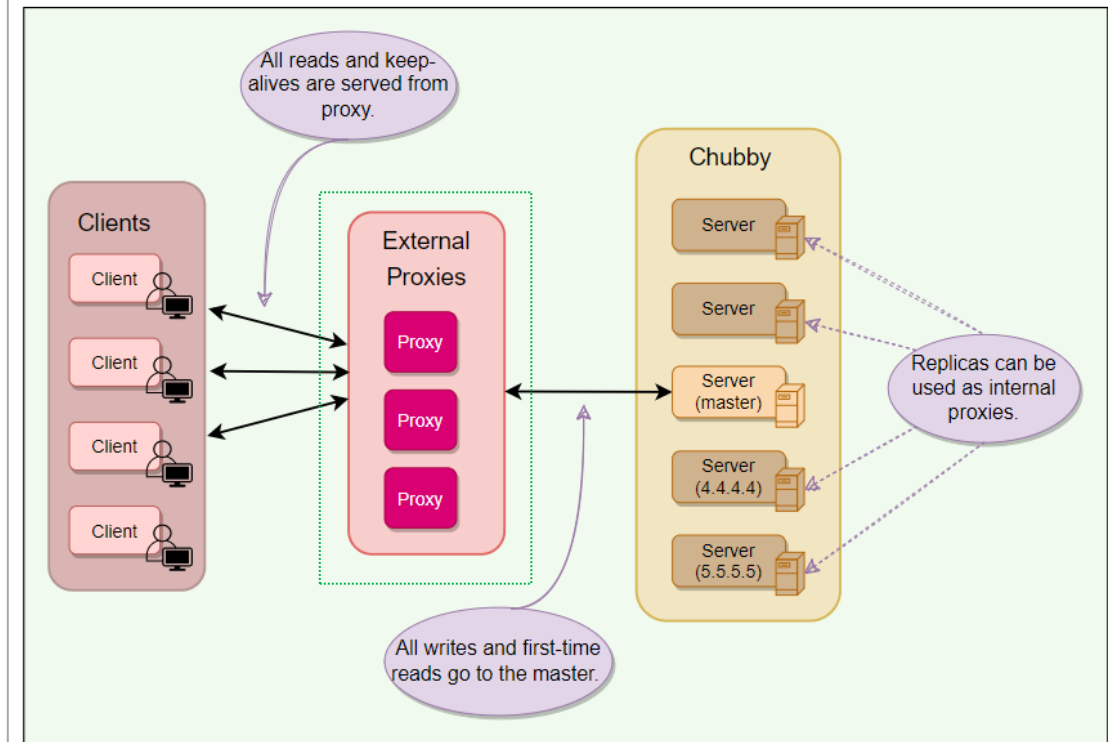 All reads and keep-
alives are served from
proxy.
Clients
Client
Client
Client
Client
External
Proxies
Proxy
Proxy
Proxy
Chubby
Server
Server
Server
(master)
Server
(4.4.4.4)
Server
(5.5.5.5)
Replicas can be
used as internal
proxies.
All writes and first-time
reads go to the master.